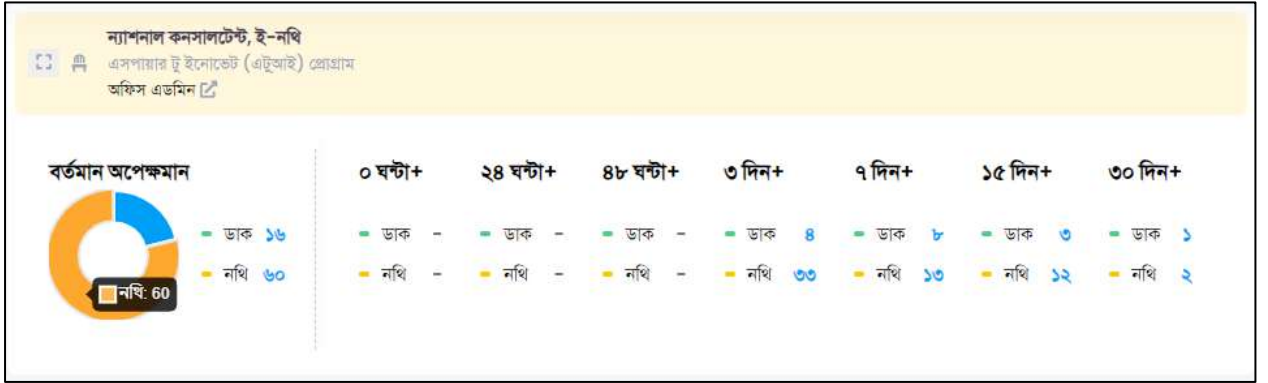 ন্যাশনাল কনসালটেন্ট, ই-নথি
এসপায়ার টু ইনোভেট (এটুআই) প্রোগ্রাম
অফিস এডমিন
বর্তমান অপেক্ষমান
ডাক ১৬
নথি ৬০
নথি: 60
০ ঘন্টা+ ২৪ ঘন্টা+ ৪৮ ঘন্টা+ ৩ দিন+ ৭ দিন+ ১৫ দিন+ ৩০ দিন+
ডাক - ডাক - ডাক - ডাক ৪ ডাক ৮ ডাক ৩ ডাক ১
নথি - নথি - নথি - নথি ৩৩ নথি ১৩ নথি ১২ নথি ২